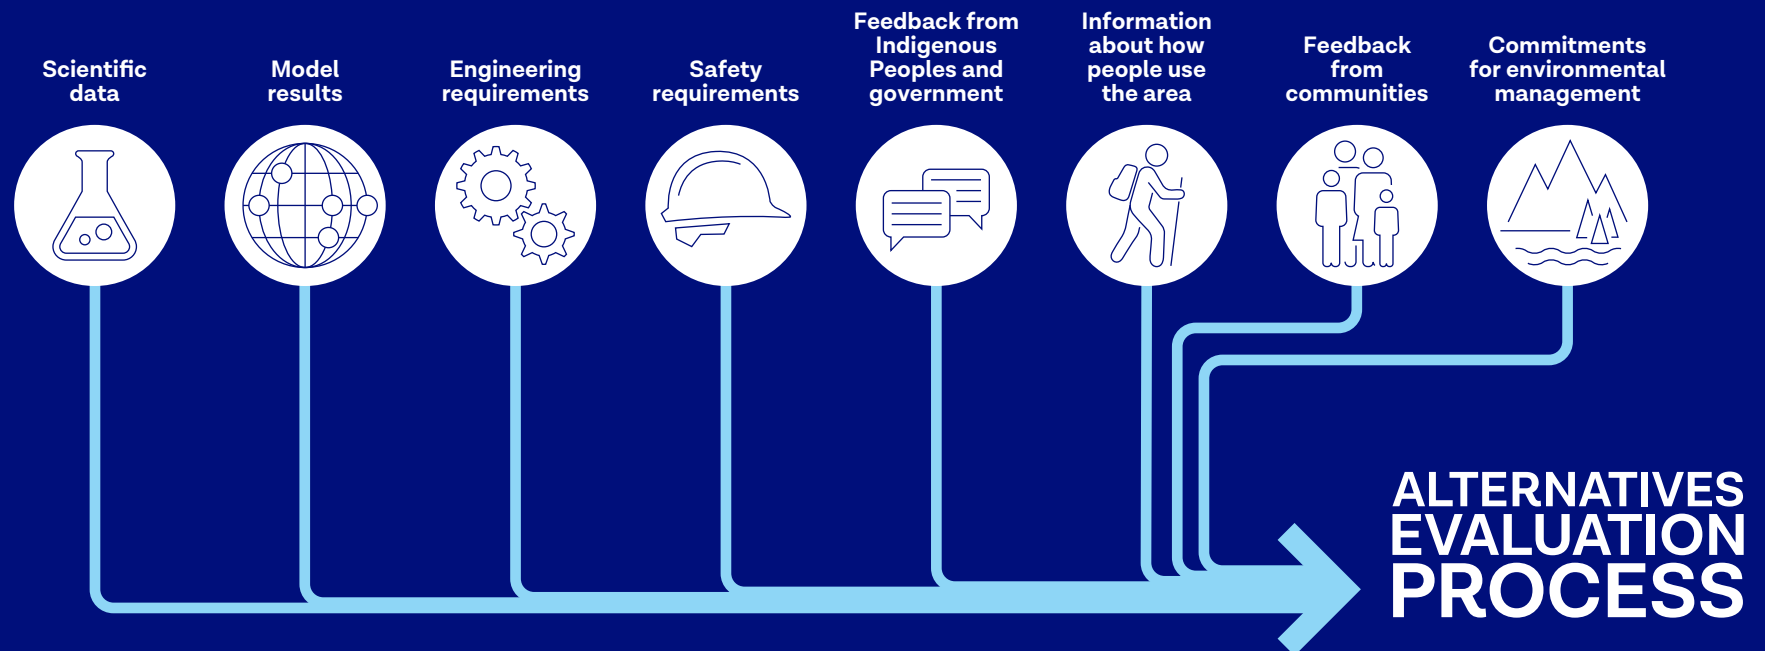 Scientific
data
Model
results
Engineering
requirements
Safety
requirements
Feedback from
Indigenous
Peoples and
government
Information
about how
people use
the area
Feedback
from
communities
Commitments
for environmental
management
ALTERNATIVES
EVALUATION
PROCESS